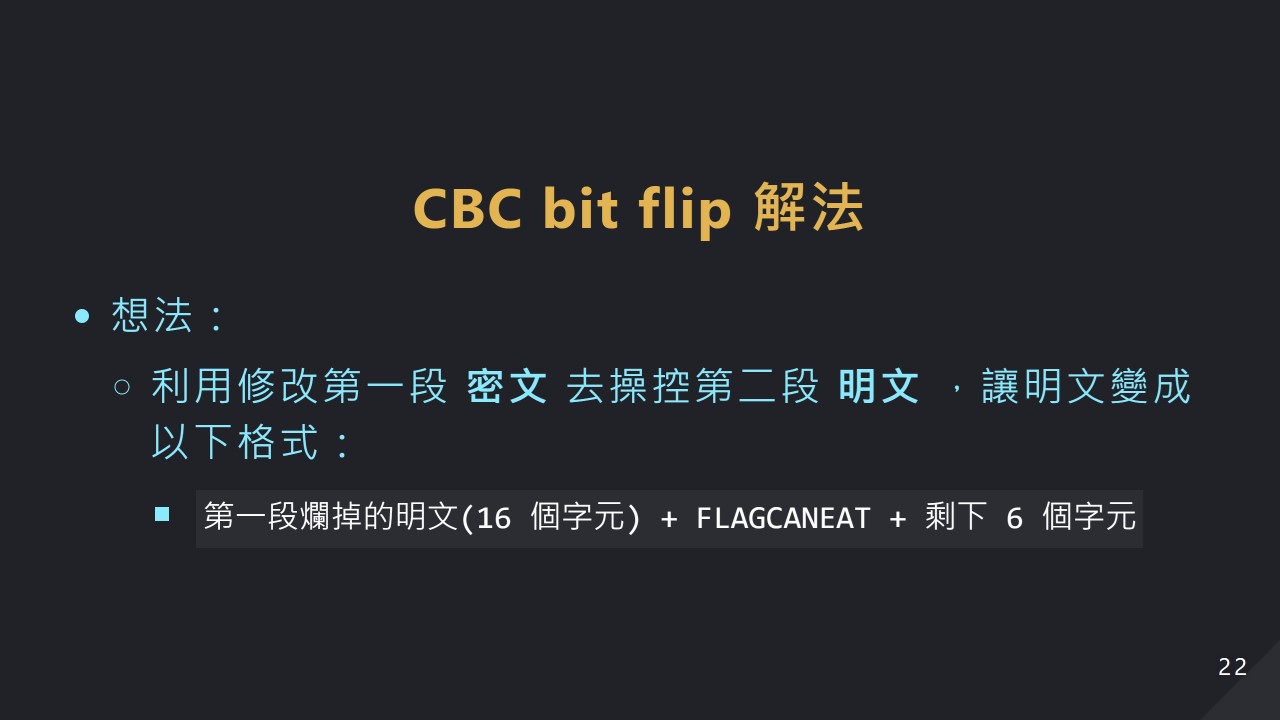 CBC bit flip 解法
想法：
利用修改第一段 密文 去操控第二段 明文 ，讓明文變成
以下格式：
第一段爛掉的明文(16 個字元) + FLAGCANEAT + 剩下 6 個字元
22